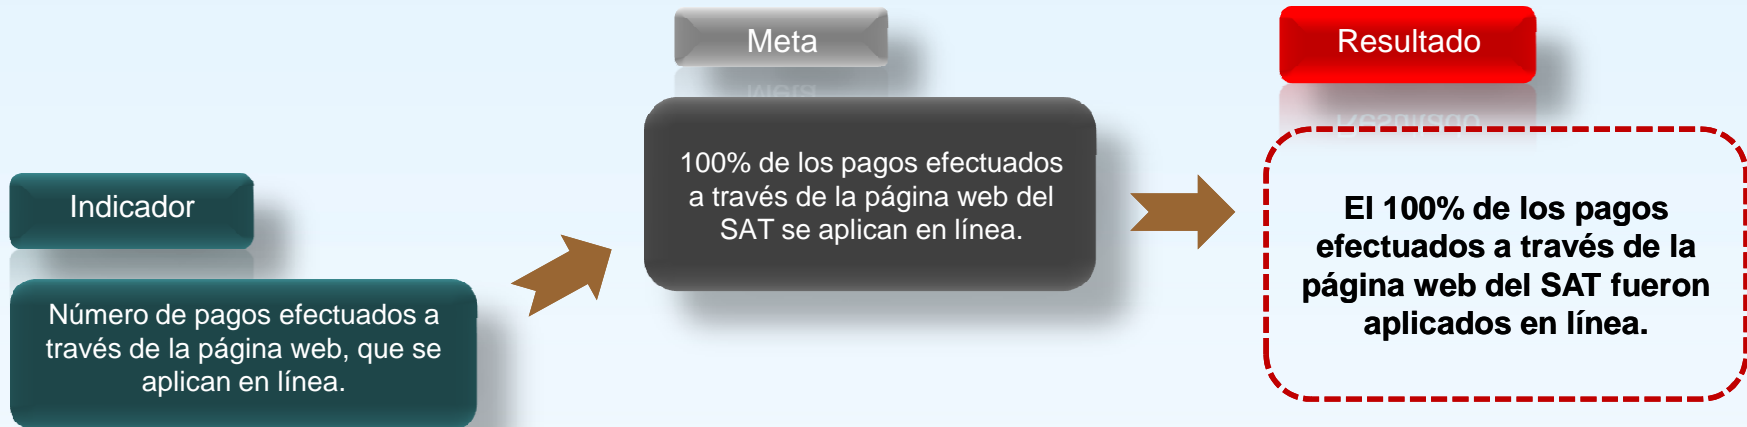 Indicador
Número de pagos efectuados a
través de la página web, que se
aplican en línea.
Meta
100% de los pagos efectuados
a través de la página web del
SAT se aplican en línea.
Resultado
El 100% de los pagos
efectuados a través de la
página web del SAT fueron
aplicados en línea.